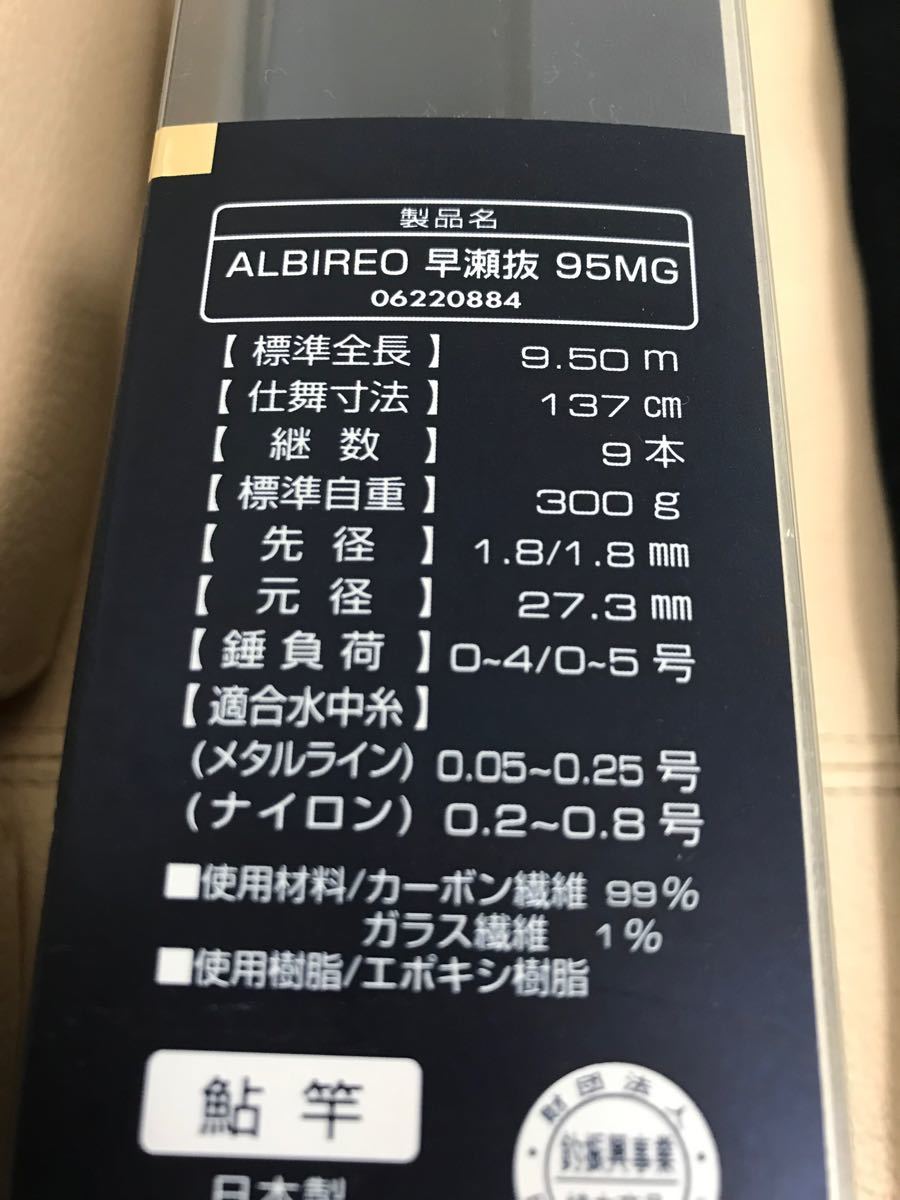 製品名
ALBIREO 早瀬抜 95MG
06220884
【 標準全長 】 9.50 m
【 仕舞寸法 】 137 cm
【 継 数 】 9 本
【 標準自重 】 300 g
【 先 径 】 1.8/1.8 mm
【 元 径 】 27.3 mm
【 錘 負 荷 】 0~4/0~5 号
【 適合水中糸 】
(メタルライン) 0.05~0.25 号
(ナイロン) 0.2~0.8 号
■使用材料/カーボン繊維 99%
ガラス繊維 1%
■使用樹脂/エポキシ樹脂
鮎 竿
日本製
財団法人
釣振興事業